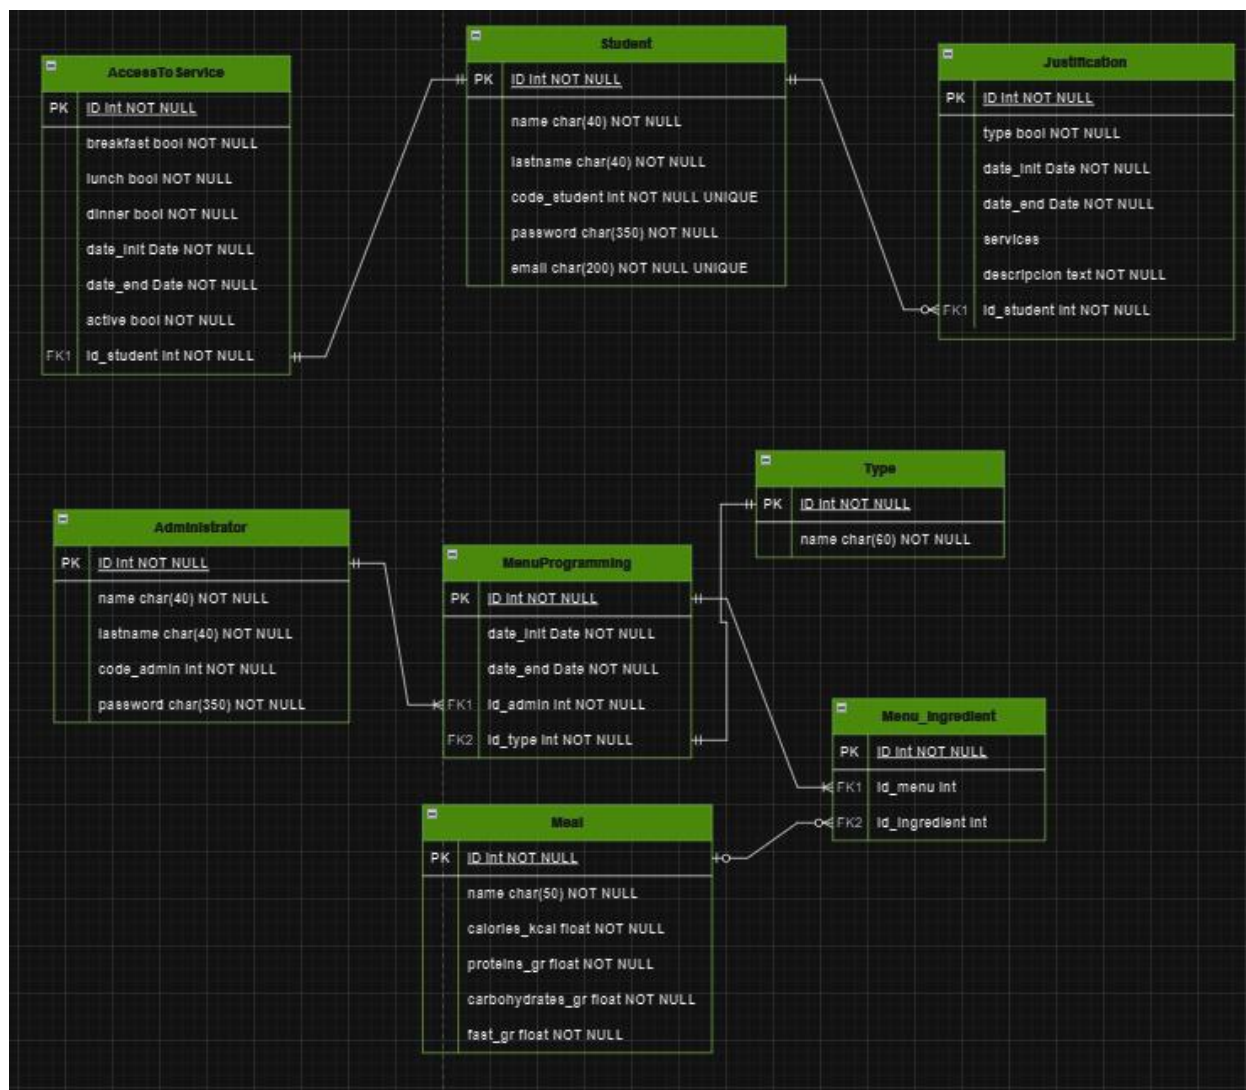 AccessToService
PK ID Int NOT NULL
breakfast bool NOT NULL
lunch bool NOT NULL
dinner bool NOT NULL
date_init Date NOT NULL
date_end Date NOT NULL
active bool NOT NULL
FK1 id_student Int NOT NULL
Student
PK ID Int NOT NULL
name char(40) NOT NULL
lastname char(40) NOT NULL
code_student Int NOT NULL UNIQUE
password char(350) NOT NULL
email char(200) NOT NULL UNIQUE
Justification
PK ID Int NOT NULL
type bool NOT NULL
date_init Date NOT NULL
date_end Date NOT NULL
services
descripcion text NOT NULL
FK1 id_student Int NOT NULL
Type
PK ID Int NOT NULL
name char(60) NOT NULL
Administrator
PK ID Int NOT NULL
name char(40) NOT NULL
lastname char(40) NOT NULL
code_admin Int NOT NULL
password char(350) NOT NULL
MenuProgramming
PK ID Int NOT NULL
date_init Date NOT NULL
date_end Date NOT NULL
FK1 id_admin Int NOT NULL
FK2 id_type Int NOT NULL
Menu_Ingredient
PK ID Int NOT NULL
FK1 id_menu Int
FK2 id_ingredient Int
Meal
PK ID Int NOT NULL
name char(50) NOT NULL
calories_kcal float NOT NULL
proteins_gr float NOT NULL
carbohydrates_gr float NOT NULL
fast_gr float NOT NULL